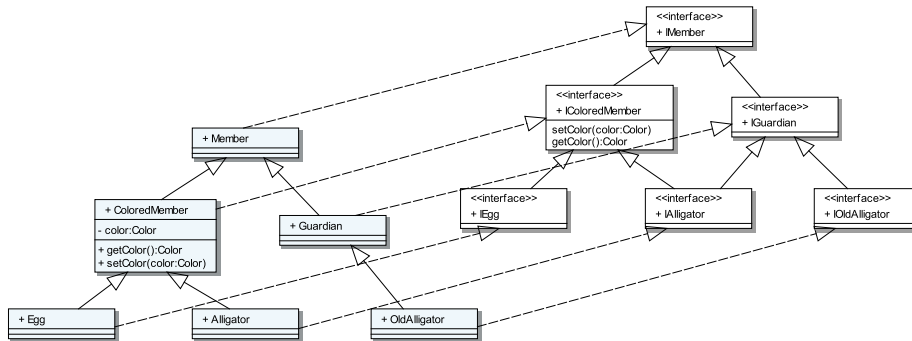 <<interface>>
+ IMember
<<interface>>
+ IColoredMember
setColor(color:Color)
getColor():Color
<<interface>>
+ IGuardian
+ Member
<<interface>>
+ IEgg
<<interface>>
+ IAlligator
<<interface>>
+ IOldAlligator
+ ColoredMember
- color:Color
+ getColor():Color
+ setColor(color:Color)
+ Guardian
+ Egg
+ Alligator
+ OldAlligator